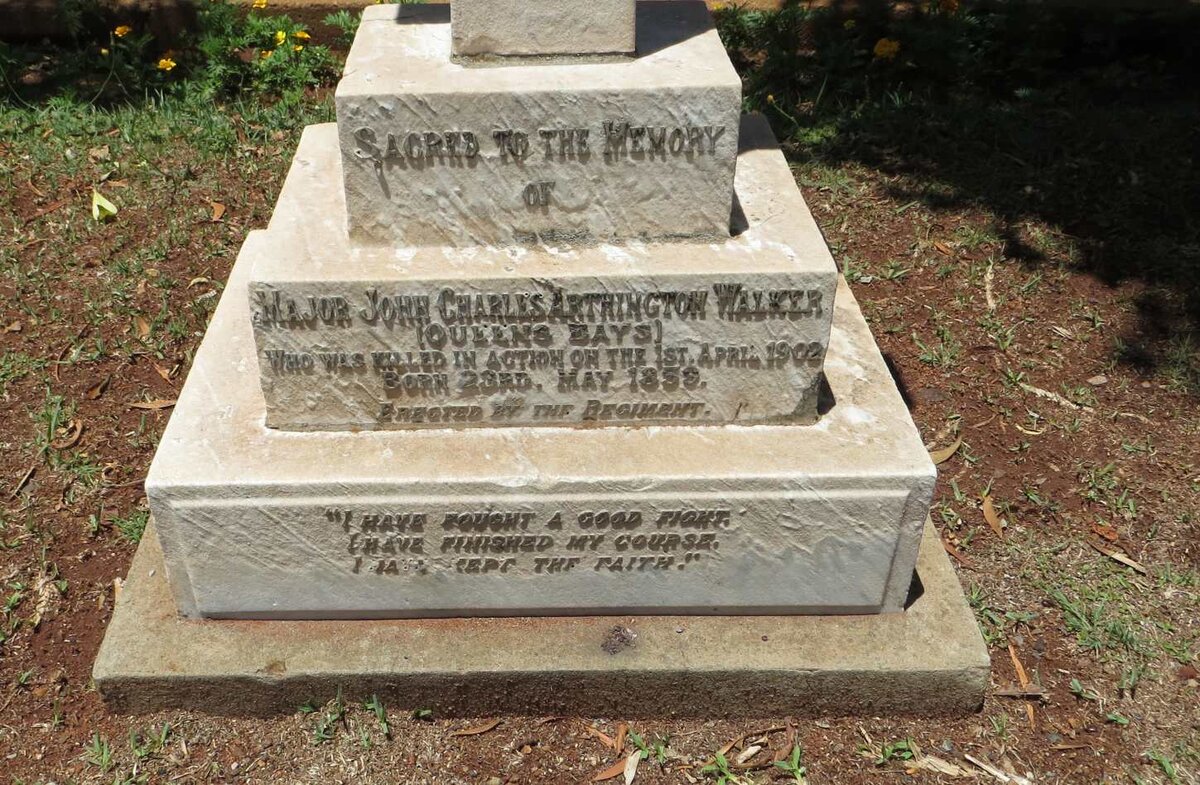 SACRED TO THE MEMORY
OF
MAJOR JOHN CHARLES ARTHINGTON WALKER
(QUEENS BAYS)
WHO WAS KILLED IN ACTION ON THE 1ST. APRIL 1902
BORN 23RD. MAY 1859.
ERECTED BY THE REGIMENT.
"I HAVE FOUGHT A GOOD FIGHT.
I HAVE FINISHED MY COURSE.
I HAVE KEPT THE FAITH."